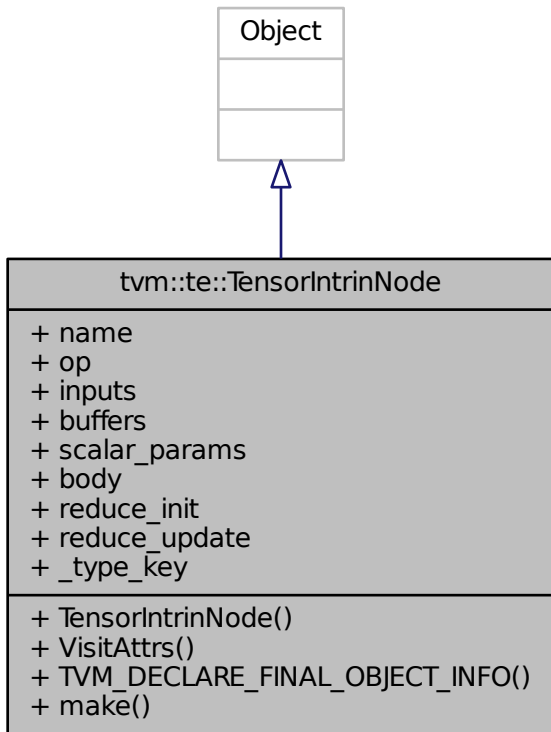 Object
tvm::te::TensorIntrinNode
+ name
+ op
+ inputs
+ buffers
+ scalar_params
+ body
+ reduce_init
+ reduce_update
+ _type_key
+ TensorIntrinNode()
+ VisitAttrs()
+ TVM_DECLARE_FINAL_OBJECT_INFO()
+ make()